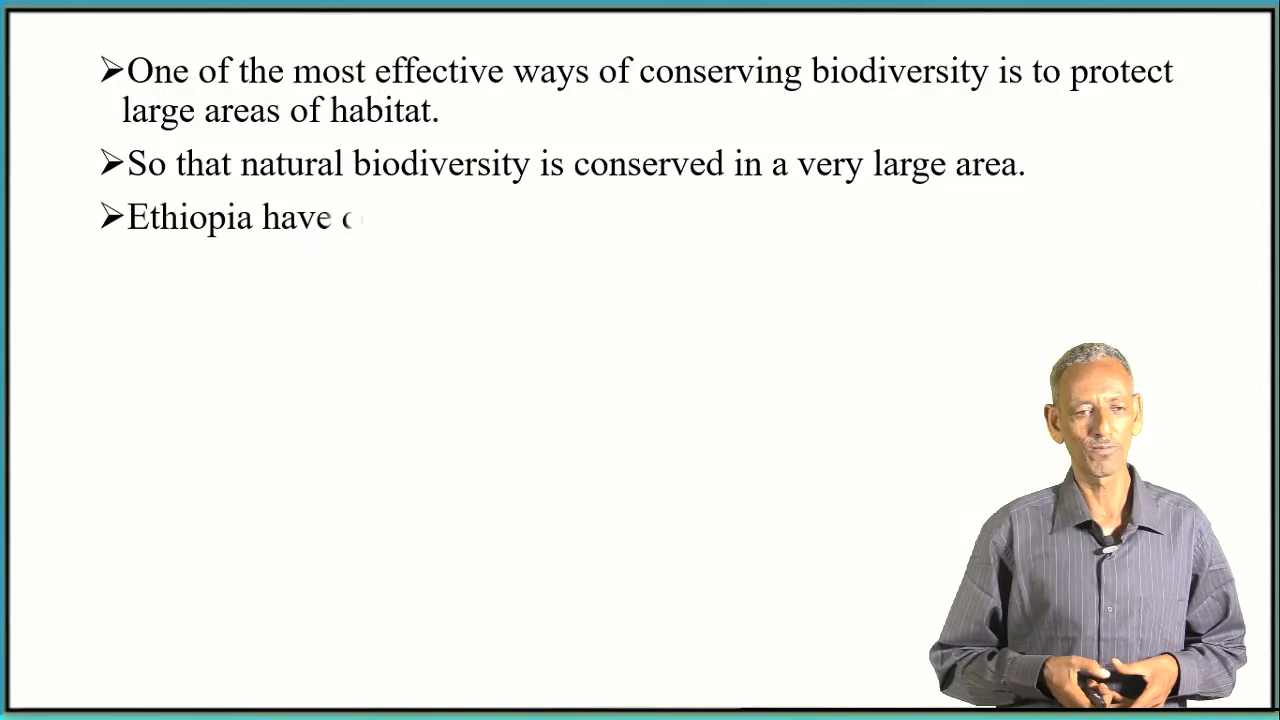 ➢One of the most effective ways of conserving biodiversity is to protect
large areas of habitat.
➢So that natural biodiversity is conserved in a very large area.
➢Ethiopia have